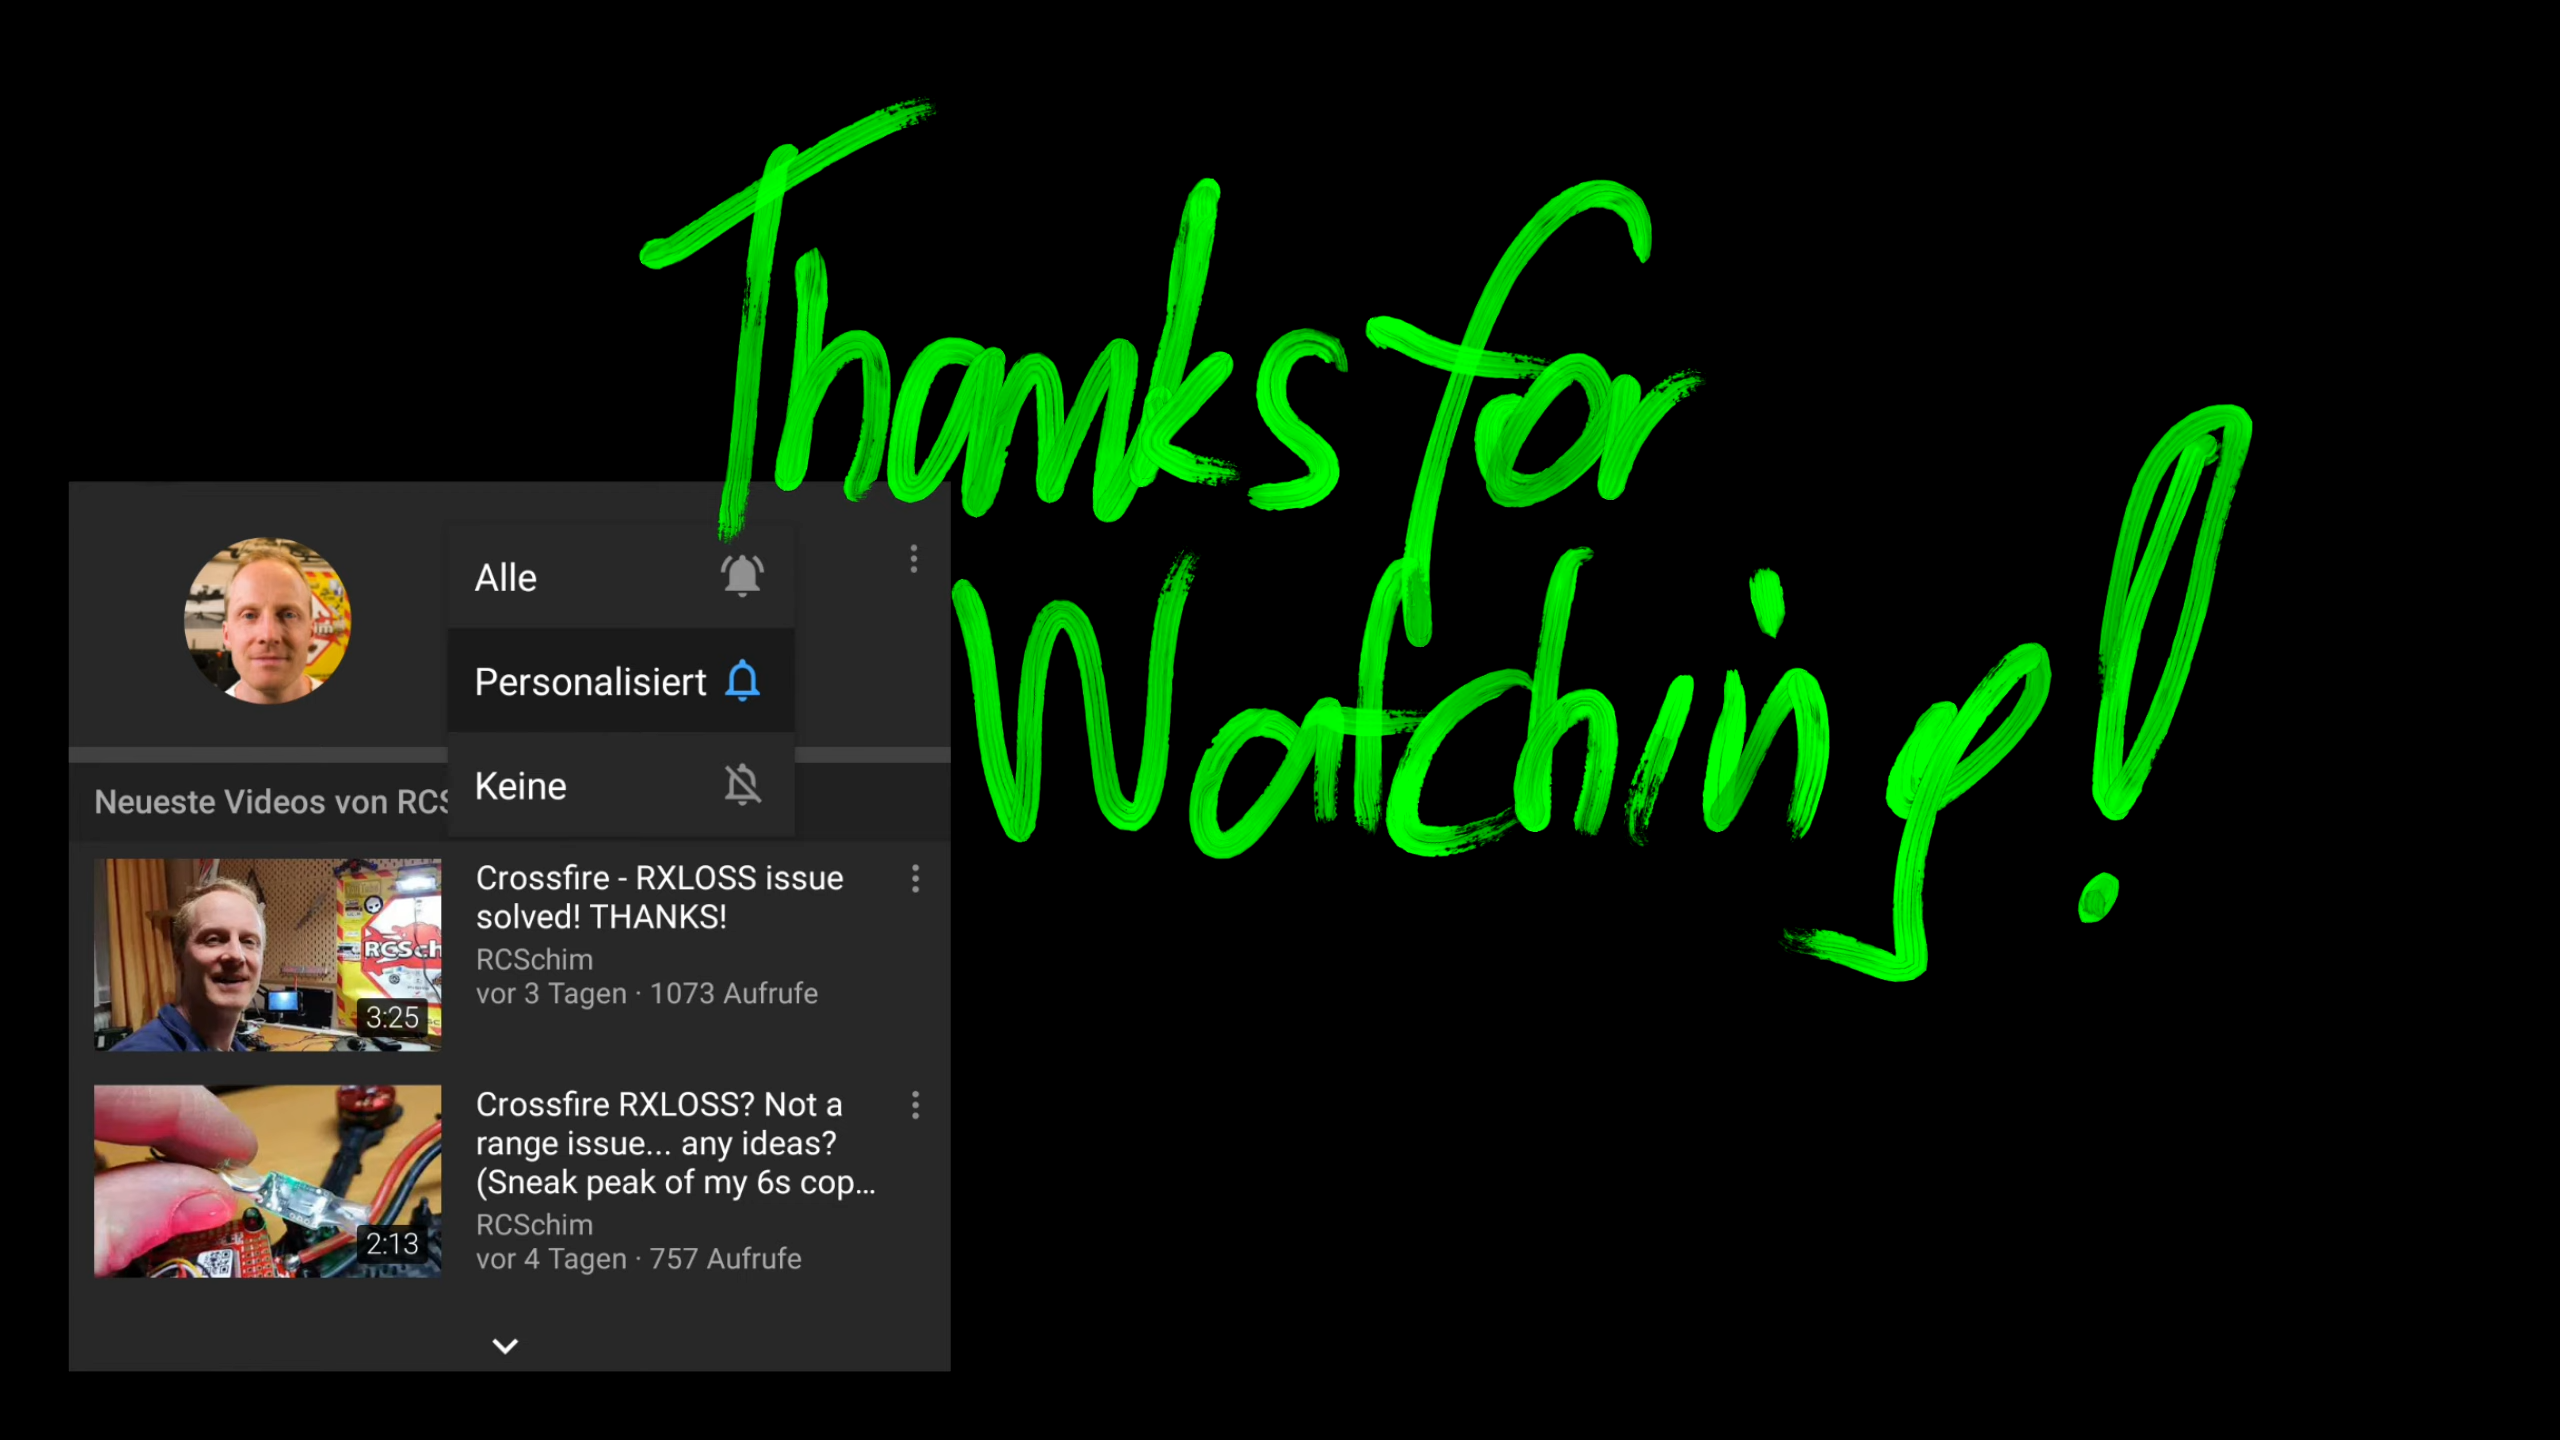 Thanks for
Watching!
Alle
Personalisiert
Keine
Neueste Videos von RCS
Crossfire - RXLOSS issue
solved! THANKS!
RCSchim
vor 3 Tagen · 1073 Aufrufe
RCSch
3:25
Crossfire RXLOSS? Not a
range issue... any ideas?
(Sneak peak of my 6s cop...
RCSchim
vor 4 Tagen · 757 Aufrufe
2:13